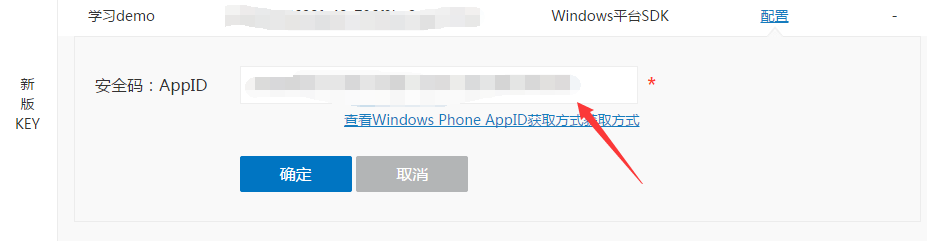 学习demo Windows平台SDK 配置 -
新
版
KEY
安全码：AppID *
查看Windows Phone AppID获取方式获取方式
确定 取消